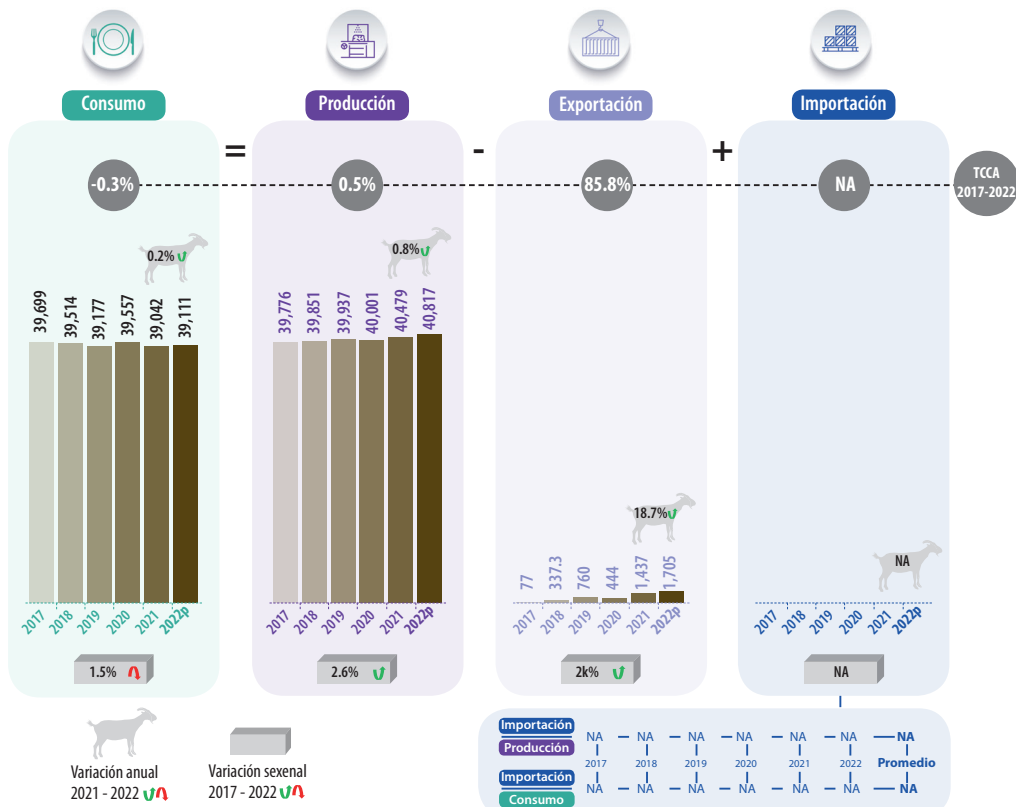 Consumo
Producción
Exportación
Importación
=
-
+
-0.3%
0.5%
85.8%
NA
TCCA
2017-2022
0.2%
39,699
39,514
39,177
39,557
39,042
39,111
2017
2018
2019
2020
2021
2022p
1.5%
0.8%
39,776
39,851
39,937
40,001
40,479
40,817
2017
2018
2019
2020
2021
2022p
2.6%
18.7%
77
337.3
760
444
1,437
1,705
2017
2018
2019
2020
2021
2022p
2k%
NA
2017
2018
2019
2020
2021
2022p
NA
Variación anual
2021 - 2022
Variación sexenal
2017 - 2022
Importación
Producción
NA NA NA NA NA NA NA
2017 2018 2019 2020 2021 2022 Promedio
Importación
Consumo
NA NA NA NA NA NA NA